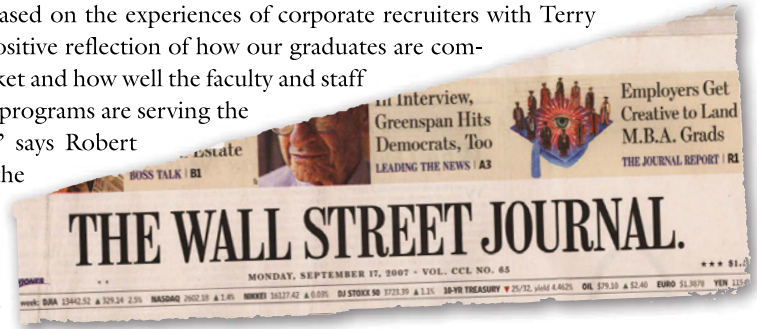 ased on the experiences of corporate recruiters with Terry
ositive reflection of how our graduates are com-
ket and how well the faculty and staff
programs are serving the
” says Robert
he
Estate
BOSS TALK | B1
In Interview,
Greenspan Hits
Democrats, Too
LEADING THE NEWS | A3
Employers Get
Creative to Land
M.B.A. Grads
THE JOURNAL REPORT | R1
THE WALL STREET JOURNAL.
MONDAY, SEPTEMBER 17, 2007 - VOL. CCL NO. 65
★★★ $1.
week: DJIA 13442.52 ▲ 329.14 2.5% NASDAQ 2602.18 ▲ 1.4% NIKKEI 16127.42 ▲ 0.03% DJ STOXX 50 3723.39 ▲ 1.1% 10-YR TREASURY ▼ 25/32, yield 4.462% OIL $79.10 ▲ $2.40 EURO $1.3878 YEN